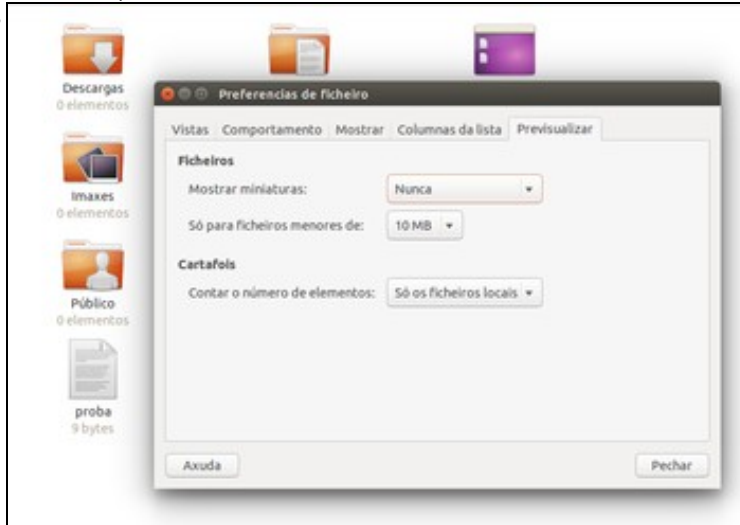 Descargas
0 elementos
Preferencias de ficheiro
Vistas Comportamento Mostrar Columnas da lista Previsualizar
Ficheiros
Mostrar miniaturas: Nunca
Só para ficheiros menores de: 10 MB
Cartafois
Contar o número de elementos: Só os ficheiros locais
Imaxes
0 elementos
Público
0 elementos
proba
9 bytes
Axuda
Pechar